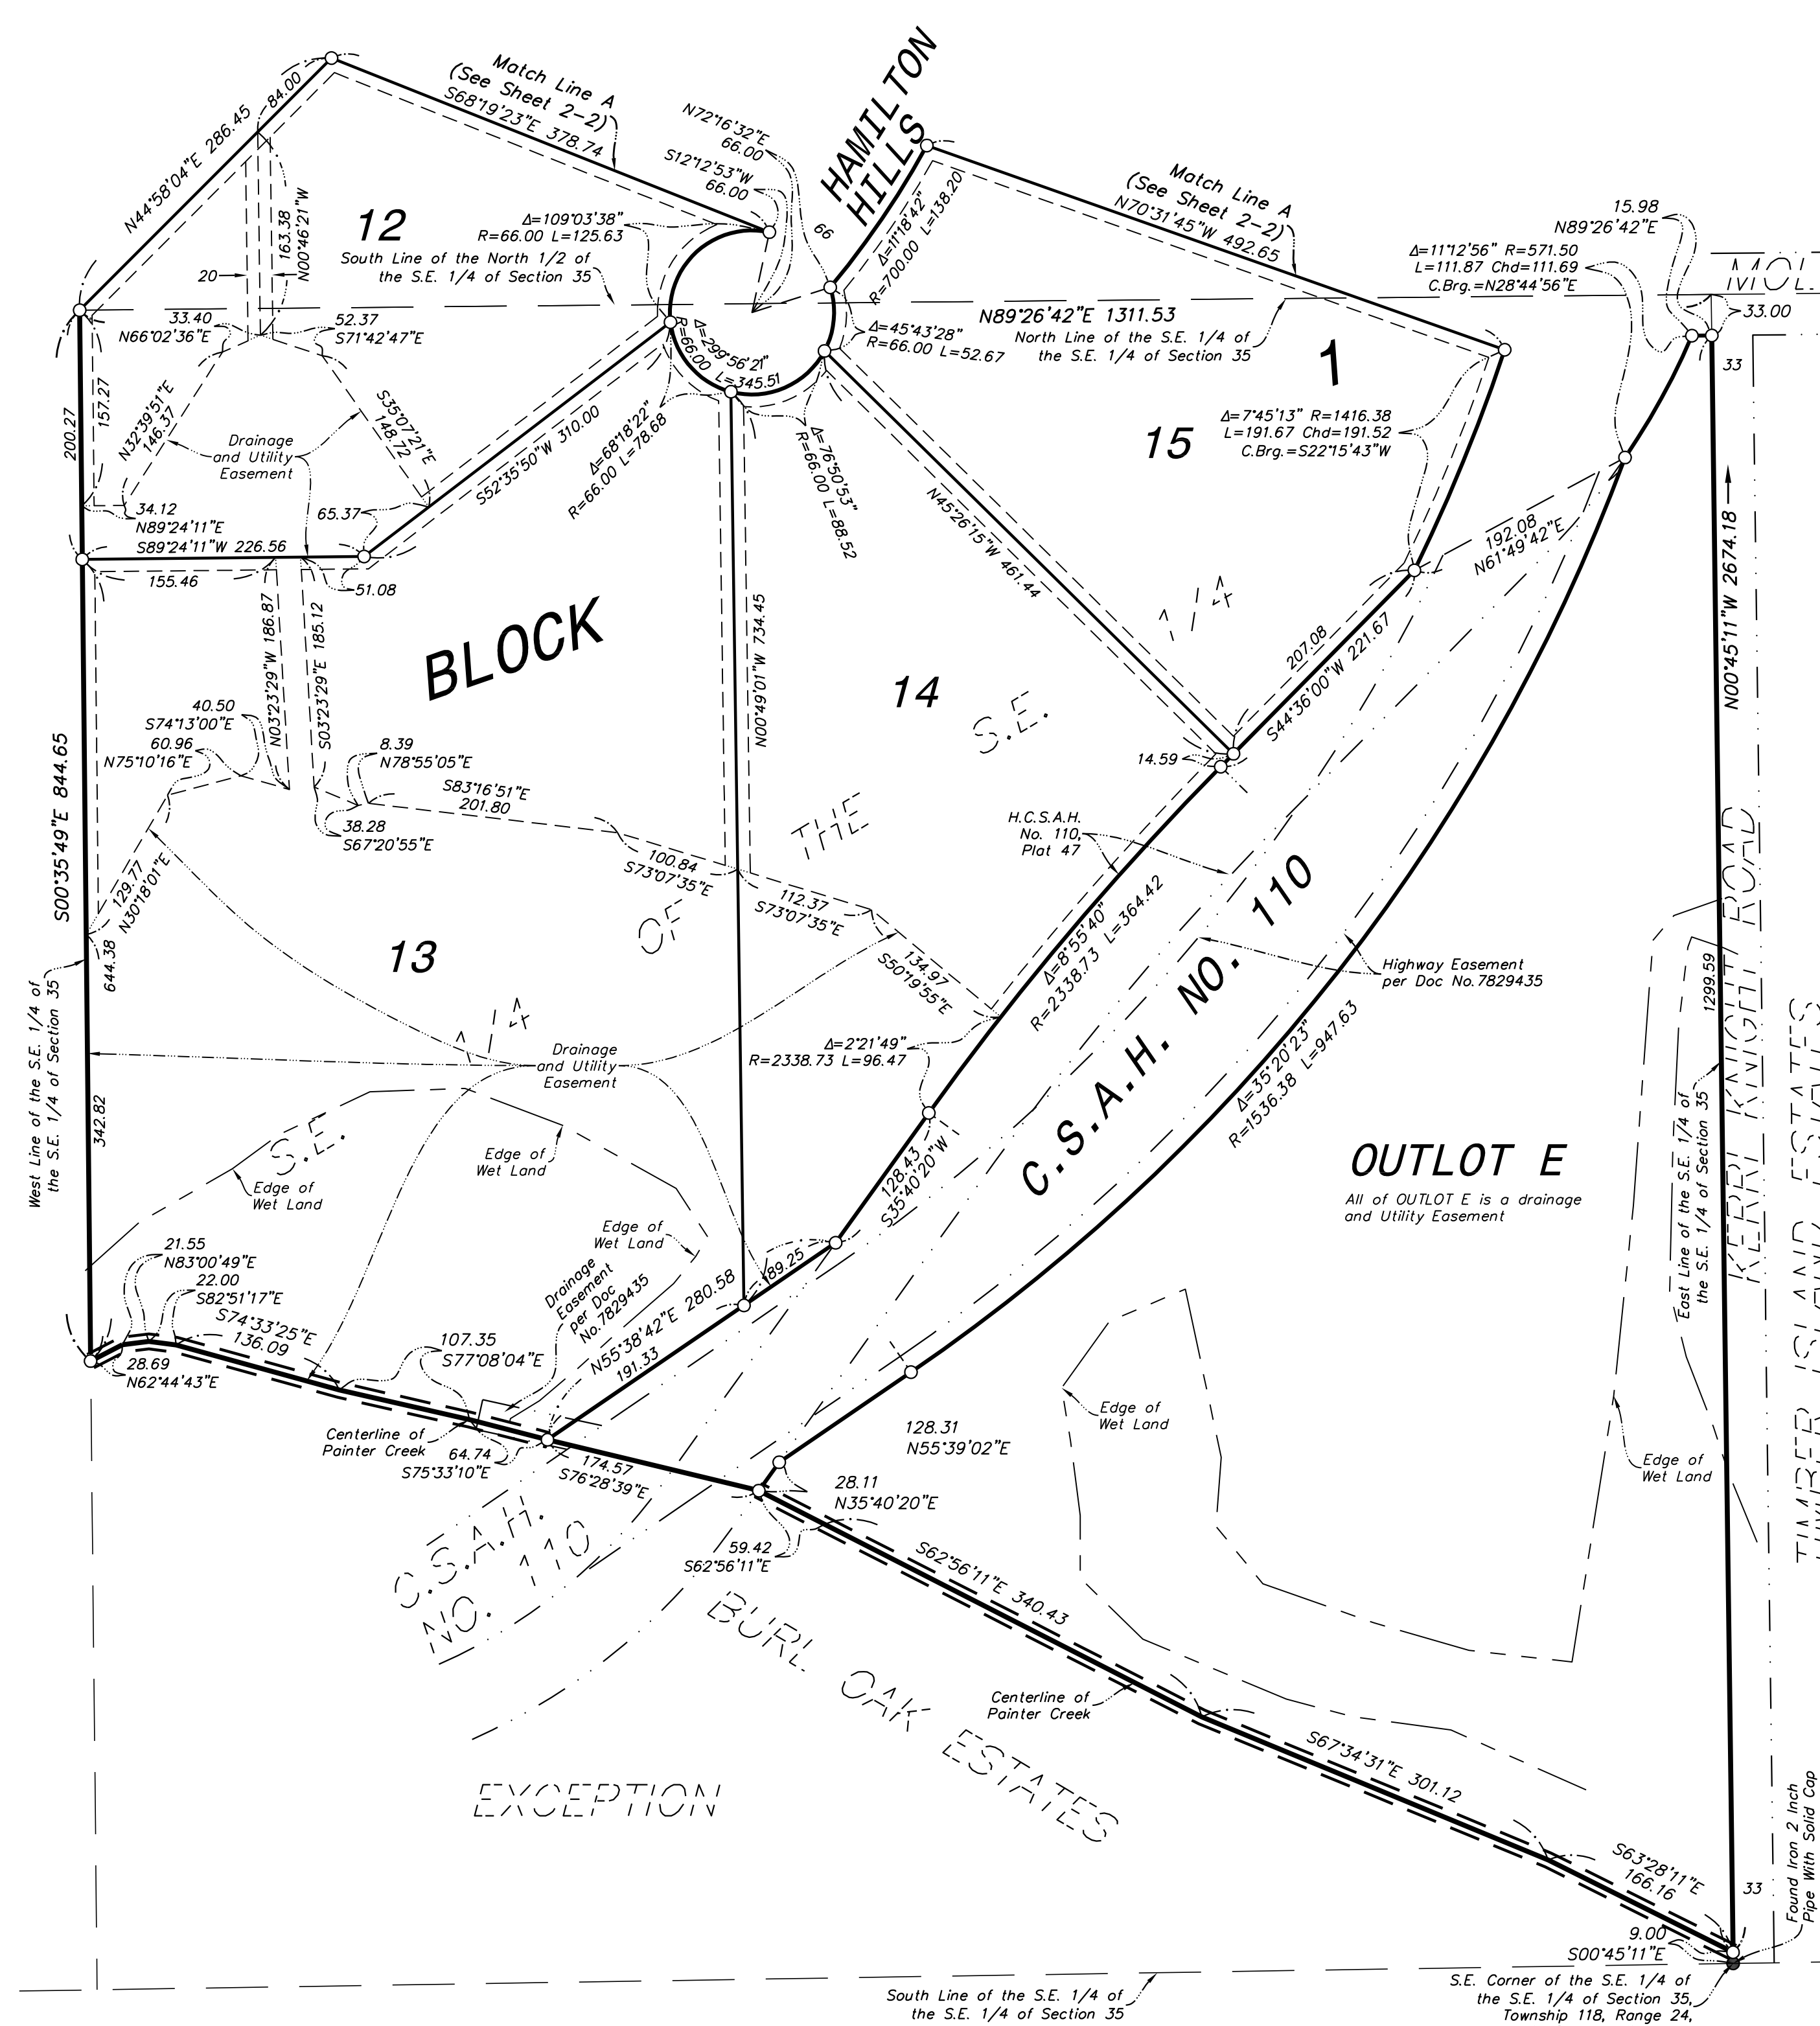 Match Line A
(See Sheet 2-2)
S68°19'23"E 378.74
N44°58'04"E 286.45
84.00
HAMILTON
HILLS
N72°16'32"E
66.00
S12°12'53"W
66.00
66
Δ=11°18'42"
R=700.00 L=138.20
Match Line A
(See Sheet 2-2)
N70°31'45"W 492.65
15.98
N89°26'42"E
Δ=11°12'56" R=571.50
L=111.87 Chd=111.69
C.Brg.=N28°44'56"E
MOL.
33.00
33
12
163.38
N00°46'21"W
20
Δ=109°03'38"
R=66.00 L=125.63
South Line of the North 1/2 of
the S.E. 1/4 of Section 35
N89°26'42"E 1311.53
North Line of the S.E. 1/4 of
the S.E. 1/4 of Section 35
1
33.40
N66°02'36"E
52.37
S71°42'47"E
Δ=299°56'21"
R=66.00 L=345.51
Δ=45°43'28"
R=66.00 L=52.67
200.27
157.27
N32°39'51"E
146.37
Drainage
and Utility
Easement
S35°07'21"E
148.72
S52°35'50"W 310.00
Δ=68°18'22"
R=66.00 L=78.68
Δ=76°50'53"
R=66.00 L=88.52
15
Δ=7°45'13" R=1416.38
L=191.67 Chd=191.52
C.Brg.=S22°15'43"W
34.12
N89°24'11"E
65.37
S89°24'11"W 226.56
155.46
51.08
N45°26'15"W 461.44
192.08
N61°49'42"E
N00°45'11"W 2674.18
BLOCK
N03°23'29"W 186.87
S03°23'29"E 185.12
N00°49'01"W 734.45
14
1/4
S.E.
THE
OF
1/4
S.E.
207.08
S44°36'00"W 221.67
14.59
40.50
S74°13'00"E
60.96
N75°10'16"E
8.39
N78°55'05"E
S83°16'51"E
201.80
38.28
S67°20'55"E
100.84
S73°07'35"E
112.37
S73°07'35"E
134.97
S50°19'55"E
H.C.S.A.H.
No. 110,
Plat 47
S00°35'49"E 844.65
129.77
N30°18'01"E
644.38
13
West Line of the S.E. 1/4 of
the S.E. 1/4 of Section 35
342.82
Drainage
and Utility
Easement
Δ=8°55'40"
R=2338.73 L=364.42
Δ=2°21'49"
R=2338.73 L=96.47
C.S.A.H. NO. 110
Highway Easement
per Doc No.7829435
Δ=35°20'23"
R=1536.38 L=947.63
1299.59
KERRI KNIGHT ROAD
KERRI KNIGHT ROAD
TIMBER ISLAND ESTATES
TIMBER ISLAND ESTATES
East Line of the S.E. 1/4 of
the S.E. 1/4 of Section 35
OUTLOT E
All of OUTLOT E is a drainage
and Utility Easement
Edge of
Wet Land
Edge of
Wet Land
Edge of
Wet Land
128.43
S35°40'20"W
21.55
N83°00'49"E
22.00
S82°51'17"E
S74°33'25"E
136.09
28.69
N62°44'43"E
107.35
S77°08'04"E
Drainage
Easement
per Doc
No.7829435
N55°38'42"E 280.58
191.33
89.25
Centerline of
Painter Creek
64.74
S75°33'10"E
174.57
S76°28'39"E
128.31
N55°39'02"E
28.11
N35°40'20"E
59.42
S62°56'11"E
Edge of
Wet Land
Edge of
Wet Land
C.S.A.H.
NO. 110
S62°56'11"E 340.43
BURL OAK ESTATES
EXCEPTION
Centerline of
Painter Creek
S67°34'31"E 301.12
S63°28'11"E
166.16
33
Found Iron 2 Inch
Pipe With Solid Cap
9.00
S00°45'11"E
South Line of the S.E. 1/4 of
the S.E. 1/4 of Section 35
S.E. Corner of the S.E. 1/4 of
the S.E. 1/4 of Section 35,
Township 118, Range 24,